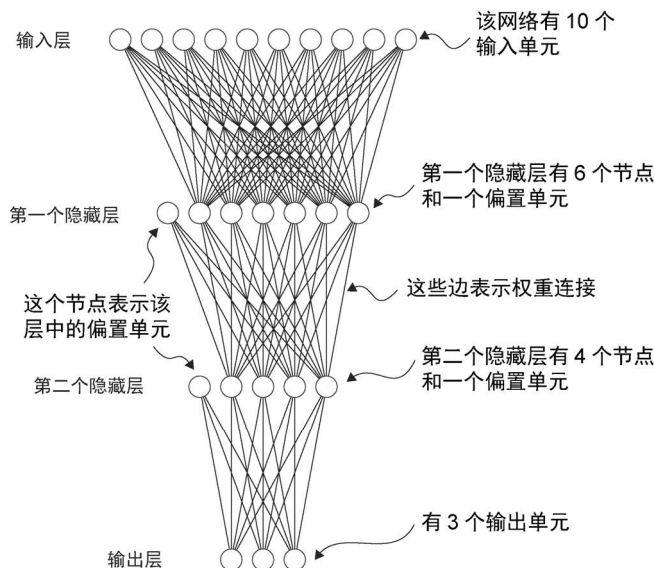 输入层
该网络有 10 个
输入单元
第一个隐藏层有 6 个节点
和一个偏置单元
第一个隐藏层
这些边表示权重连接
这个节点表示该
层中的偏置单元
第二个隐藏层有 4 个节点
和一个偏置单元
第二个隐藏层
有 3 个输出单元
输出层